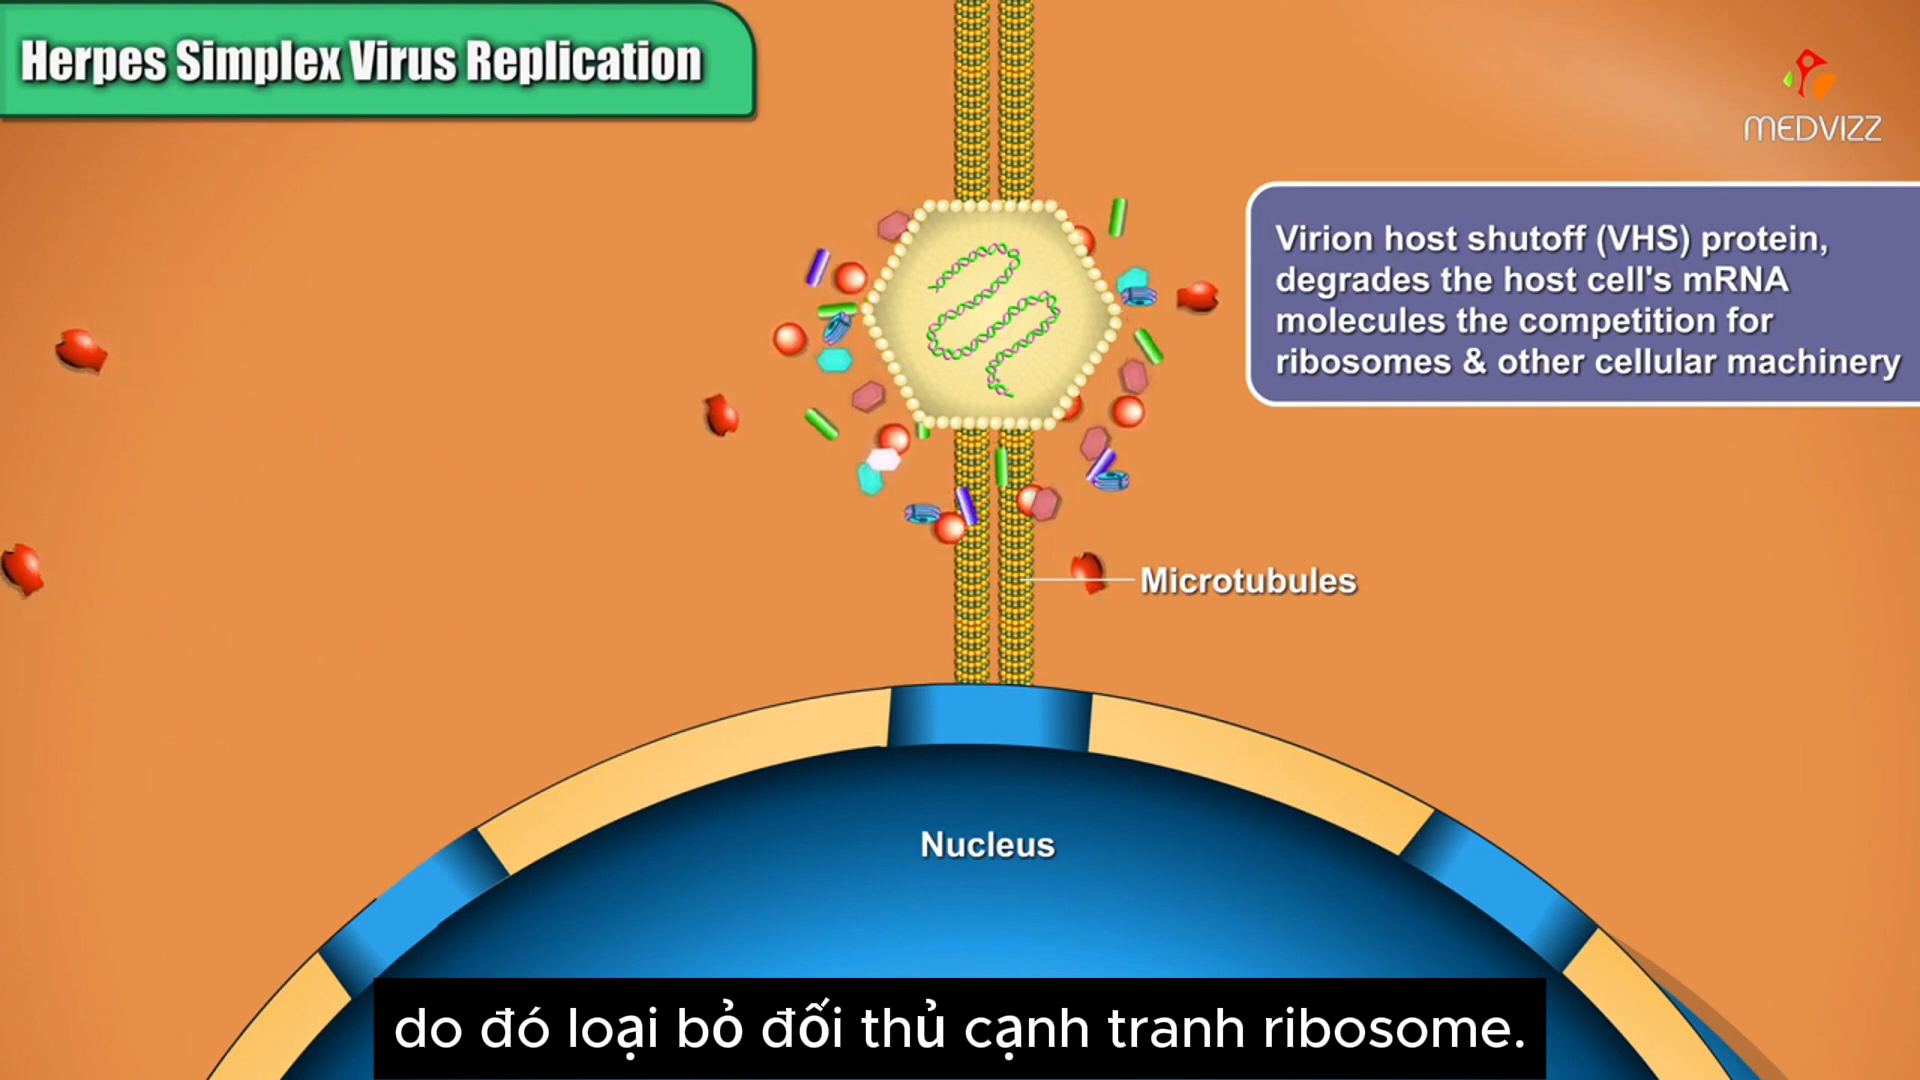 Herpes Simplex Virus Replication
MEDVIZZ
Virion host shutoff (VHS) protein,
degrades the host cell's mRNA
molecules the competition for
ribosomes & other cellular machinery
Microtubules
Nucleus
do đó loại bỏ đối thủ cạnh tranh ribosome.